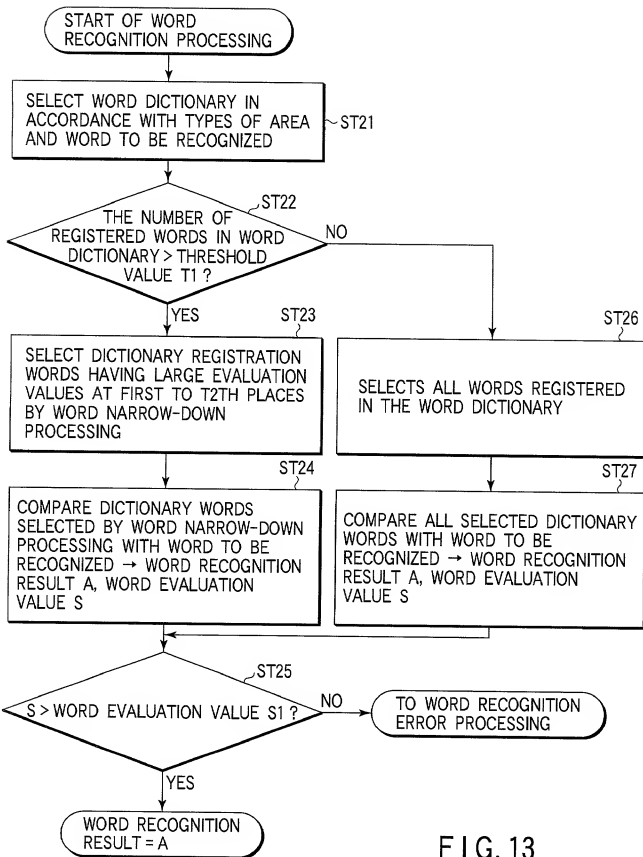 START OF WORD
RECOGNITION PROCESSING
SELECT WORD DICTIONARY IN
ACCORDANCE WITH TYPES OF AREA
AND WORD TO BE RECOGNIZED
ST21
ST22
THE NUMBER OF
REGISTERED WORDS IN WORD
DICTIONARY > THRESHOLD
VALUE T1 ?
NO
YES
ST23
SELECT DICTIONARY REGISTRATION
WORDS HAVING LARGE EVALUATION
VALUES AT FIRST TO T2TH PLACES
BY WORD NARROW-DOWN
PROCESSING
ST26
SELECTS ALL WORDS REGISTERED
IN THE WORD DICTIONARY
ST24
COMPARE DICTIONARY WORDS
SELECTED BY WORD NARROW-DOWN
PROCESSING WITH WORD TO BE
RECOGNIZED → WORD RECOGNITION
RESULT A, WORD EVALUATION
VALUE S
ST27
COMPARE ALL SELECTED DICTIONARY
WORDS WITH WORD TO BE
RECOGNIZED → WORD RECOGNITION
RESULT A, WORD EVALUATION
VALUE S
ST25
S > WORD EVALUATION VALUE S1 ?
NO
TO WORD RECOGNITION
ERROR PROCESSING
YES
WORD RECOGNITION
RESULT = A
FIG. 13